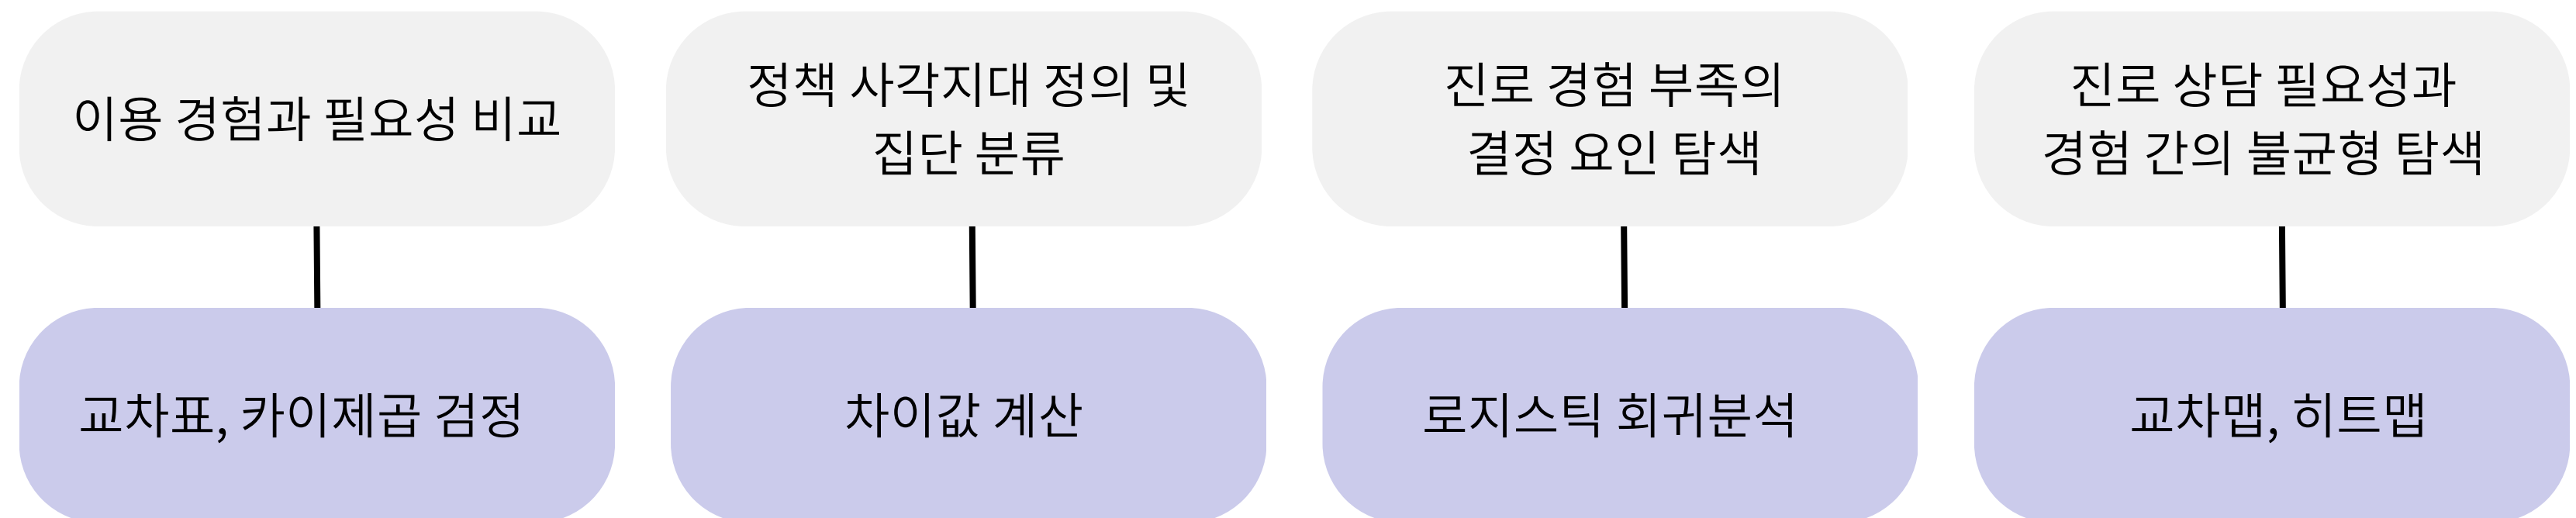 이용 경험과 필요성 비교
정책 사각지대 정의 및
집단 분류
진로 경험 부족의
결정 요인 탐색
진로 상담 필요성과
경험 간의 불균형 탐색
교차표, 카이제곱 검정
차이값 계산
로지스틱 회귀분석
교차맵, 히트맵